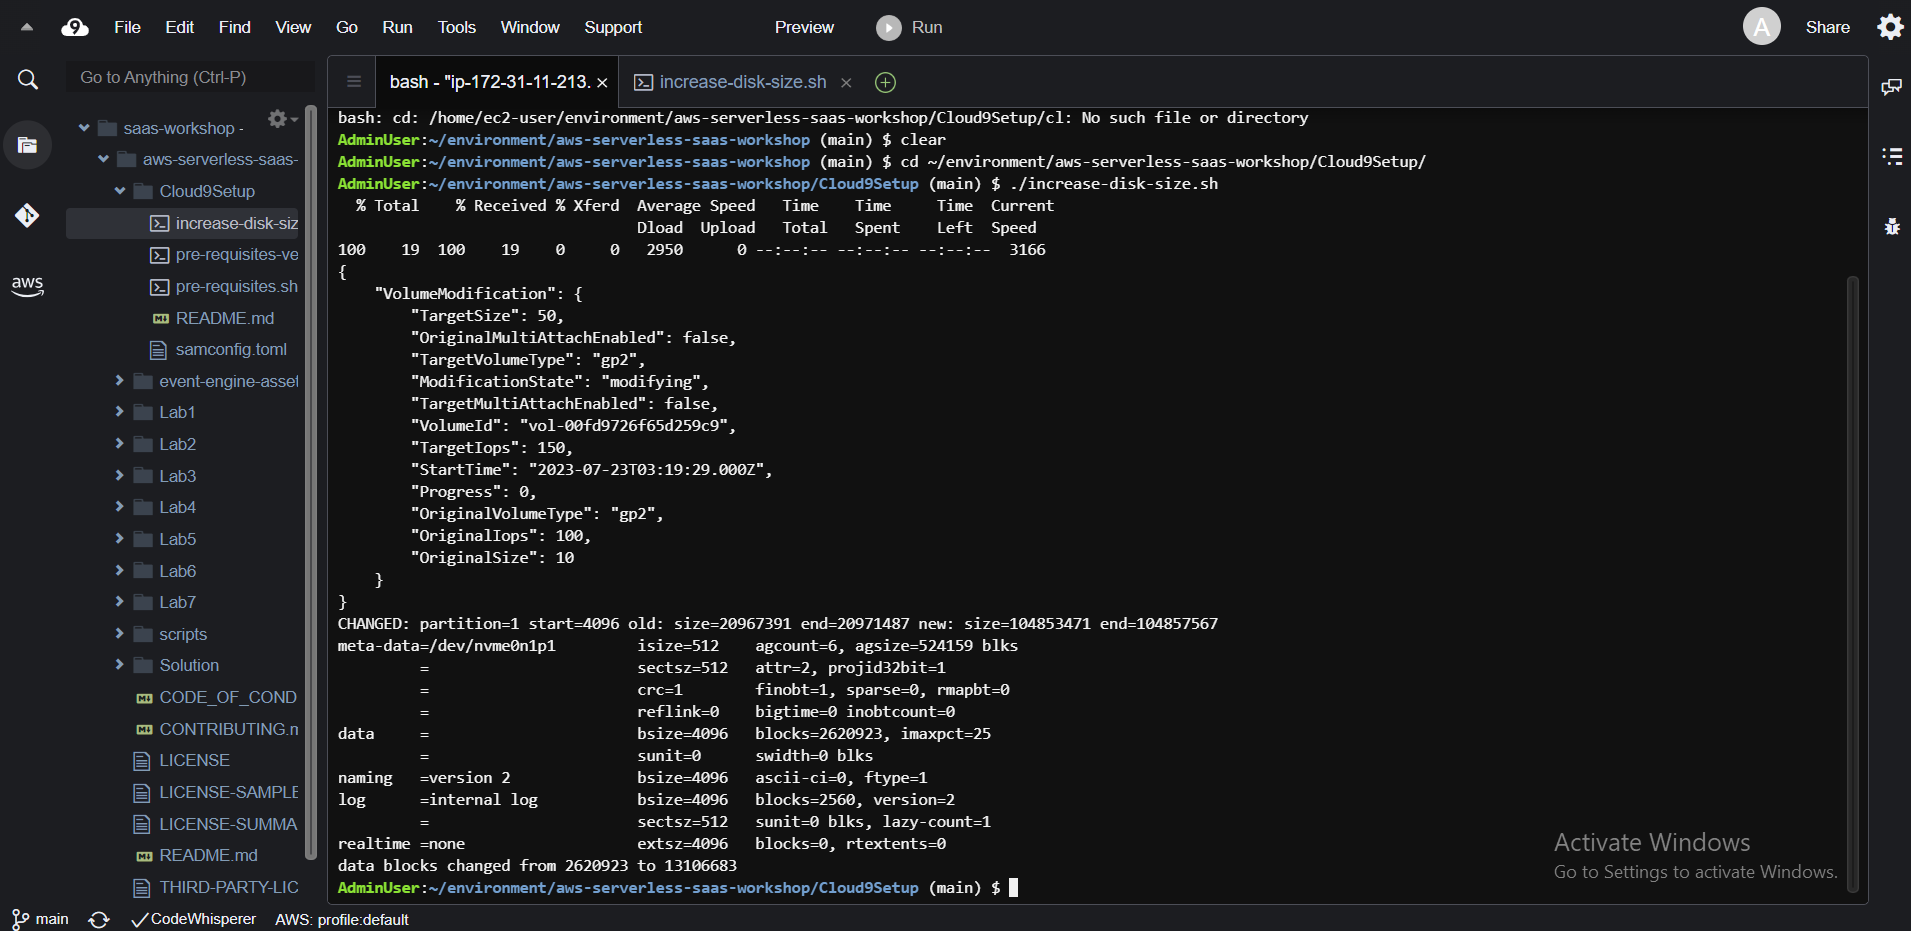 File Edit Find View Go Run Tools Window Support Preview Run A Share
Go to Anything (Ctrl-P)
bash - "ip-172-31-11-213. × increase-disk-size.sh ×
saas-workshop -
aws-serverless-saas-
Cloud9Setup
increase-disk-siz
pre-requisites-ve
pre-requisites.sh
README.md
samconfig.toml
event-engine-asset
Lab1
Lab2
Lab3
Lab4
Lab5
Lab6
Lab7
scripts
Solution
CODE_OF_COND
CONTRIBUTING.m
LICENSE
LICENSE-SAMPLE
LICENSE-SUMMA
README.md
THIRD-PARTY-LIC
aws
bash: cd: /home/ec2-user/environment/aws-serverless-saas-workshop/Cloud9Setup/cl: No such file or directory
AdminUser:~/environment/aws-serverless-saas-workshop (main) $ clear
AdminUser:~/environment/aws-serverless-saas-workshop (main) $ cd ~/environment/aws-serverless-saas-workshop/Cloud9Setup/
AdminUser:~/environment/aws-serverless-saas-workshop/Cloud9Setup (main) $ ./increase-disk-size.sh
% Total % Received % Xferd Average Speed Time Time Time Current
Dload Upload Total Spent Left Speed
100 19 100 19 0 0 2950 0 --:--:-- --:--:-- --:--:-- 3166
{
"VolumeModification": {
"TargetSize": 50,
"OriginalMultiAttachEnabled": false,
"TargetVolumeType": "gp2",
"ModificationState": "modifying",
"TargetMultiAttachEnabled": false,
"VolumeId": "vol-00fd9726f65d259c9",
"TargetIops": 150,
"StartTime": "2023-07-23T03:19:29.000Z",
"Progress": 0,
"OriginalVolumeType": "gp2",
"OriginalIops": 100,
"OriginalSize": 10
}
}
CHANGED: partition=1 start=4096 old: size=20967391 end=20971487 new: size=104853471 end=104857567
meta-data=/dev/nvme0n1p1 isize=512 agcount=6, agsize=524159 blks
= sectsz=512 attr=2, projid32bit=1
= crc=1 finobt=1, sparse=0, rmapbt=0
= reflink=0 bigtime=0 inobtcount=0
data = bsize=4096 blocks=2620923, imaxpct=25
= sunit=0 swidth=0 blks
naming =version 2 bsize=4096 ascii-ci=0, ftype=1
log =internal log bsize=4096 blocks=2560, version=2
= sectsz=512 sunit=0 blks, lazy-count=1
realtime =none extsz=4096 blocks=0, rtextents=0
data blocks changed from 2620923 to 13106683
AdminUser:~/environment/aws-serverless-saas-workshop/Cloud9Setup (main) $
Activate Windows
Go to Settings to activate Windows.
main CodeWhisperer AWS: profile:default